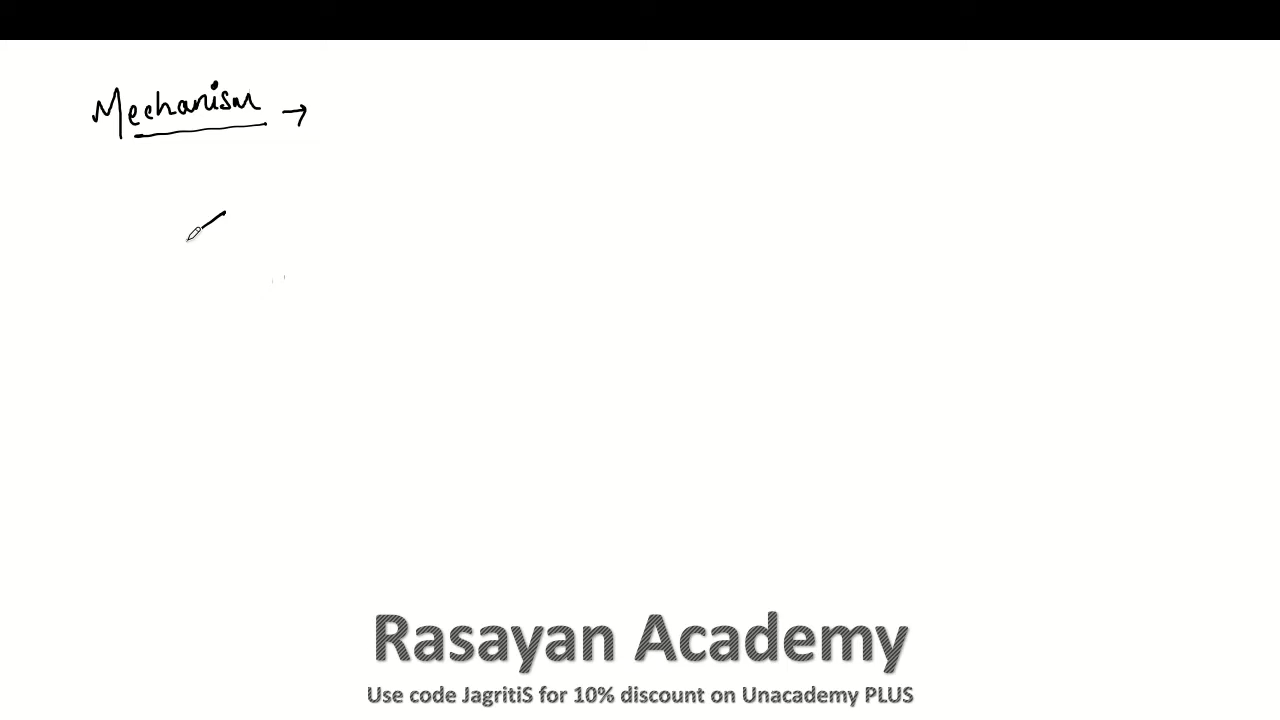 Mechanism →
Rasayan Academy
Use code JagritiS for 10% discount on Unacademy PLUS